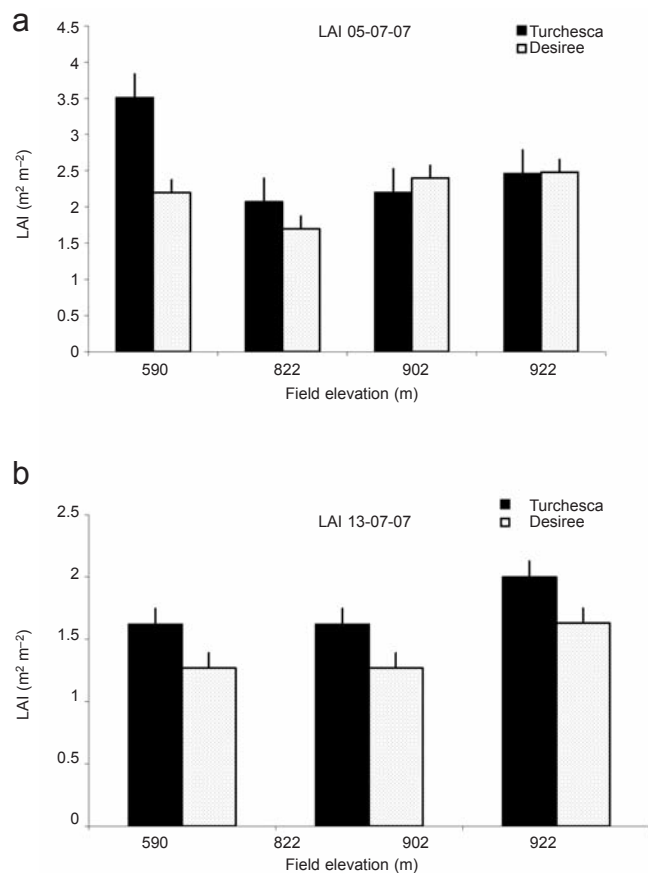 a
LAI 05-07-07
Turchesca
Desiree
4.5
4
3.5
3
2.5
2
1.5
1
0.5
0
LAI (m² m⁻²)
590 822 902 922
Field elevation (m)
b
LAI 13-07-07
Turchesca
Desiree
2.5
2
1.5
1
0.5
0
LAI (m² m⁻²)
590 822 902 922
Field elevation (m)